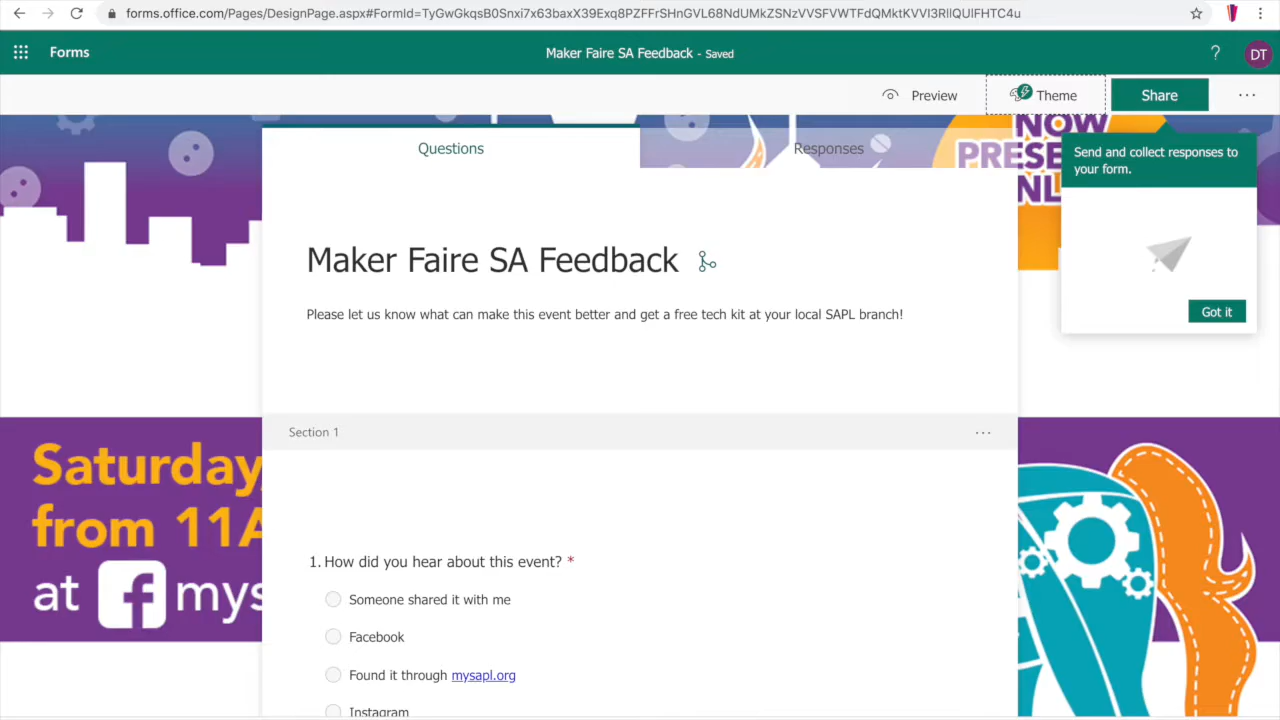 forms.office.com/Pages/DesignPage.aspx#FormId=TyGwGkqsB0Snxi7x63baxX39Exq8PZFFrSHnGVL68NdUMkZSNzVVSFVWTFdQMktKVVI3RllQUlFHTC4u
Forms
Maker Faire SA Feedback - Saved
?
DT
Preview
Theme
Share
NOW
PRESE
NL
Questions
Responses
Send and collect responses to
your form.
Got it
Maker Faire SA Feedback
Please let us know what can make this event better and get a free tech kit at your local SAPL branch!
Section 1
Saturday,
from 11A
at f mys
1. How did you hear about this event? *
Someone shared it with me
Facebook
Found it through mysapl.org
Instagram